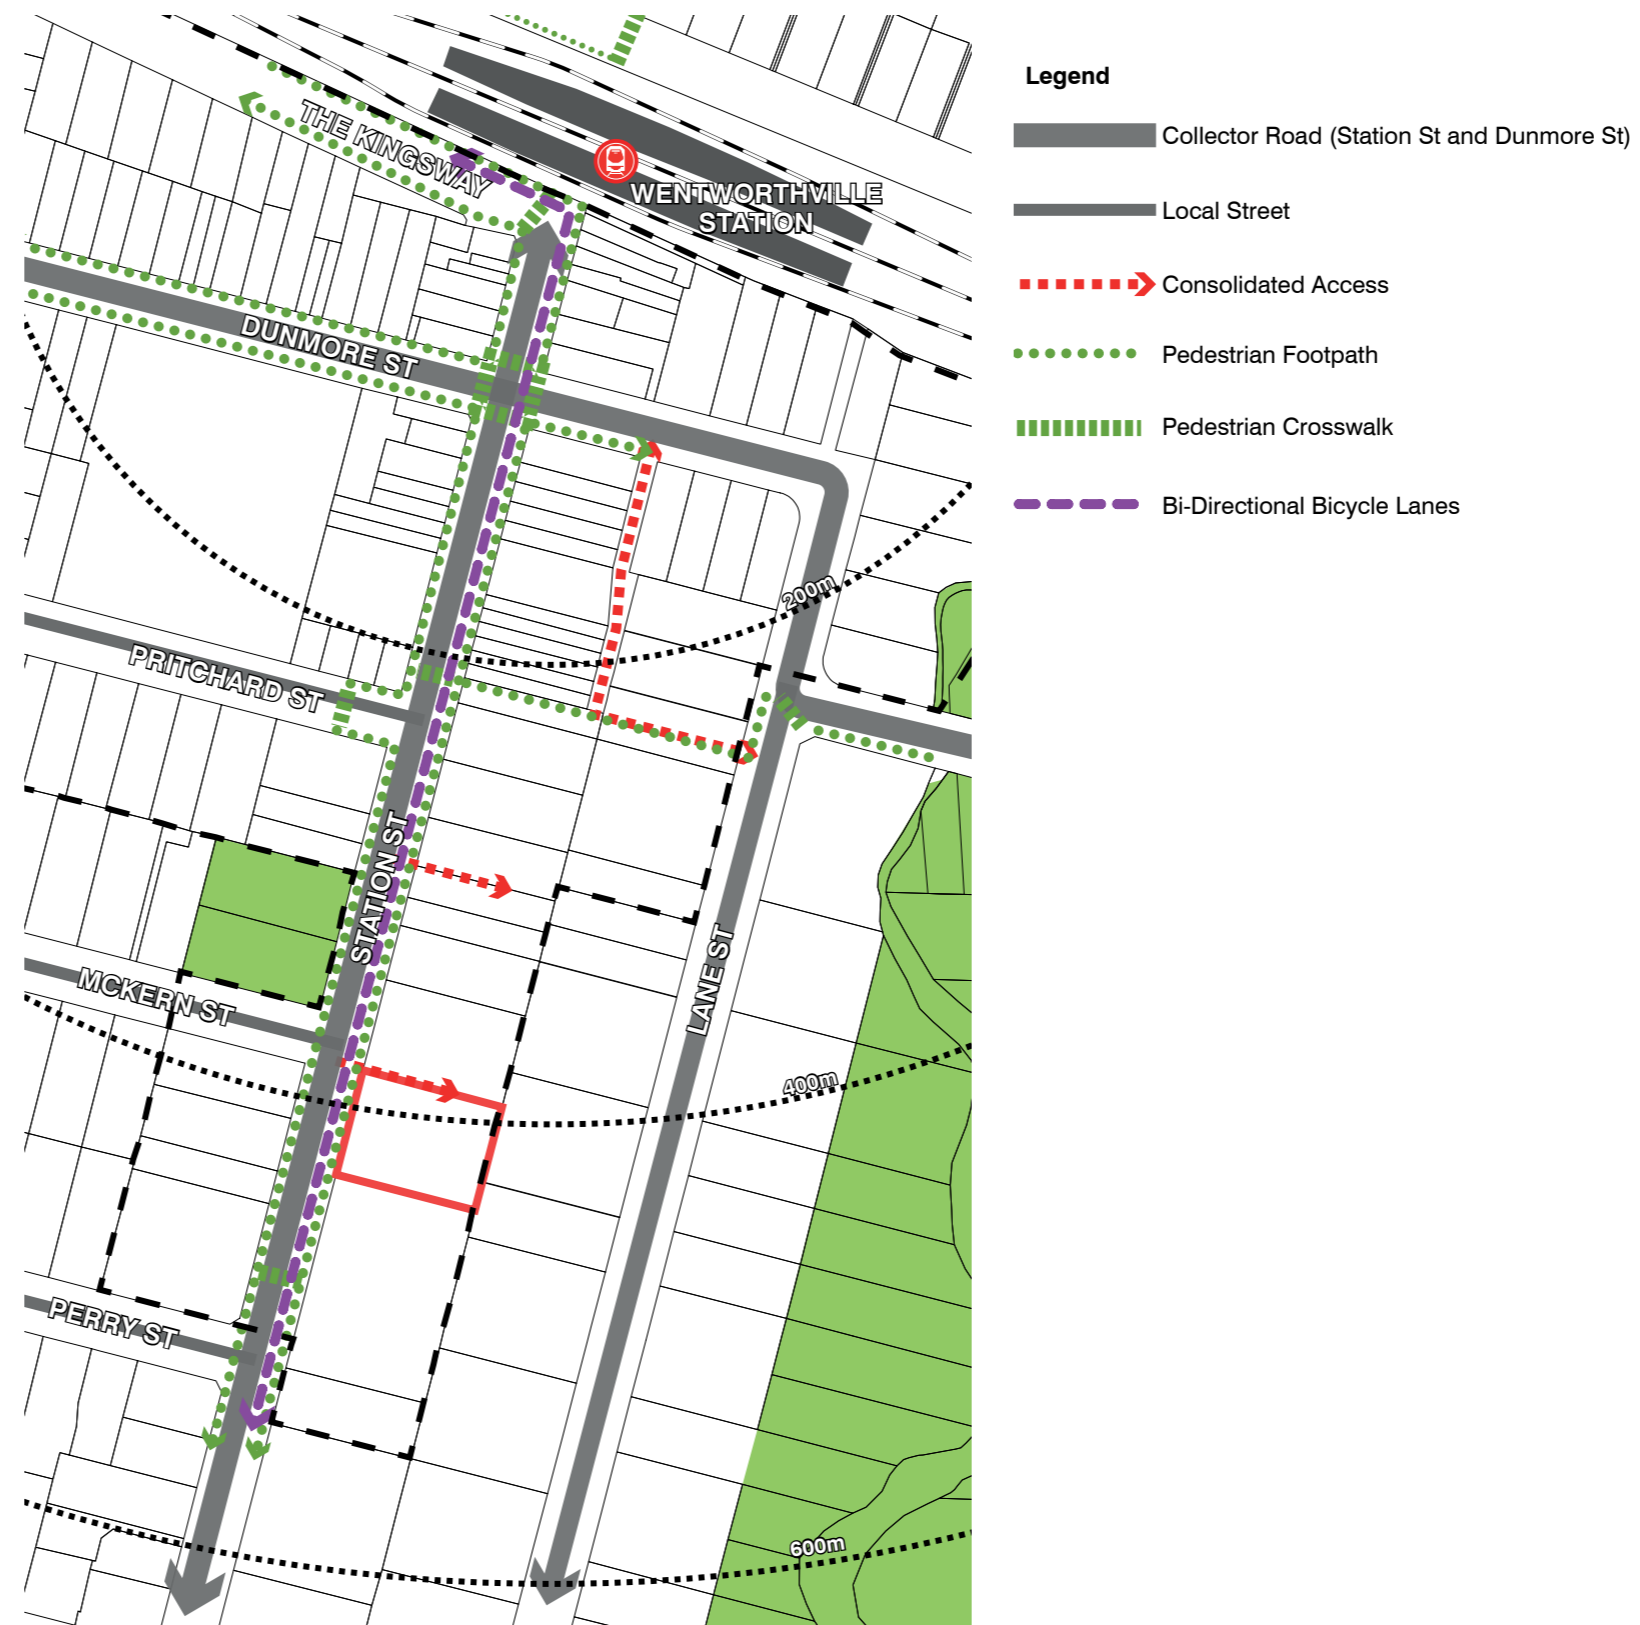 THE KINGSWAY
WENTWORTHVILLE
STATION
DUNMORE ST
200m
PRITCHARD ST
STATION ST
LANE ST
MCKERN ST
400m
PERRY ST
600m
Legend
Collector Road (Station St and Dunmore St)
Local Street
Consolidated Access
Pedestrian Footpath
Pedestrian Crosswalk
Bi-Directional Bicycle Lanes